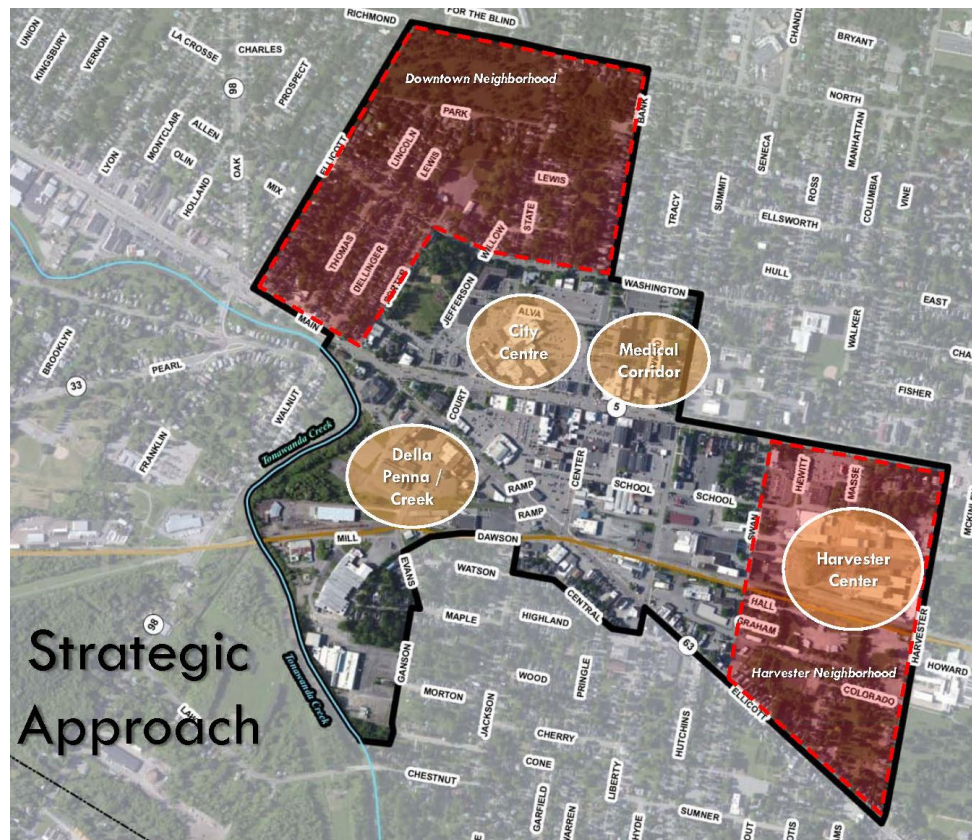 RICHMOND
FOR THE BLIND
UNION
KINGSBURY
VERNON
LA CROSSE
CHARLES
PROSPECT
98
BRYANT
Downtown Neighborhood
NORTH
MONTCLAIR
ALLEN
PARK
BANK
MANHATTAN
LYON
OLIN
OAK
ELLICOTT
LINCOLN
LEWIS
SENECA
HOLLAND
MIX
LEWIS
TRACY
SUMMIT
ROSS
COLUMBIA
VINE
STATE
ELLSWORTH
THOMAS
DELLINGER
WILLOW
HULL
JEFFERSON
WASHINGTON
EAST
MAIN
ALVA
City
Centre
Medical
Corridor
WALKER
BROOKLYN
PEARL
33
WALNUT
COURT
5
FISHER
Tonawanda Creek
FRANKLIN
Della
Penna /
Creek
CENTER
RAMP
SCHOOL
SCHOOL
HEWITT
MASSE
RAMP
SWAN
MILL
DAWSON
Harvester
Center
EVANS
WATSON
CENTRAL
HALL
GRAHAM
HARVESTER
98
MAPLE
HIGHLAND
63
HOWARD
Strategic
Approach
Tonawanda Creek
GANSON
WOOD
PRINGLE
Harvester Neighborhood
MORTON
JACKSON
ELLICOTT
COLORADO
HUTCHINS
CHERRY
CONE
CHESTNUT
LIBERTY
GARFIELD
SUMNER